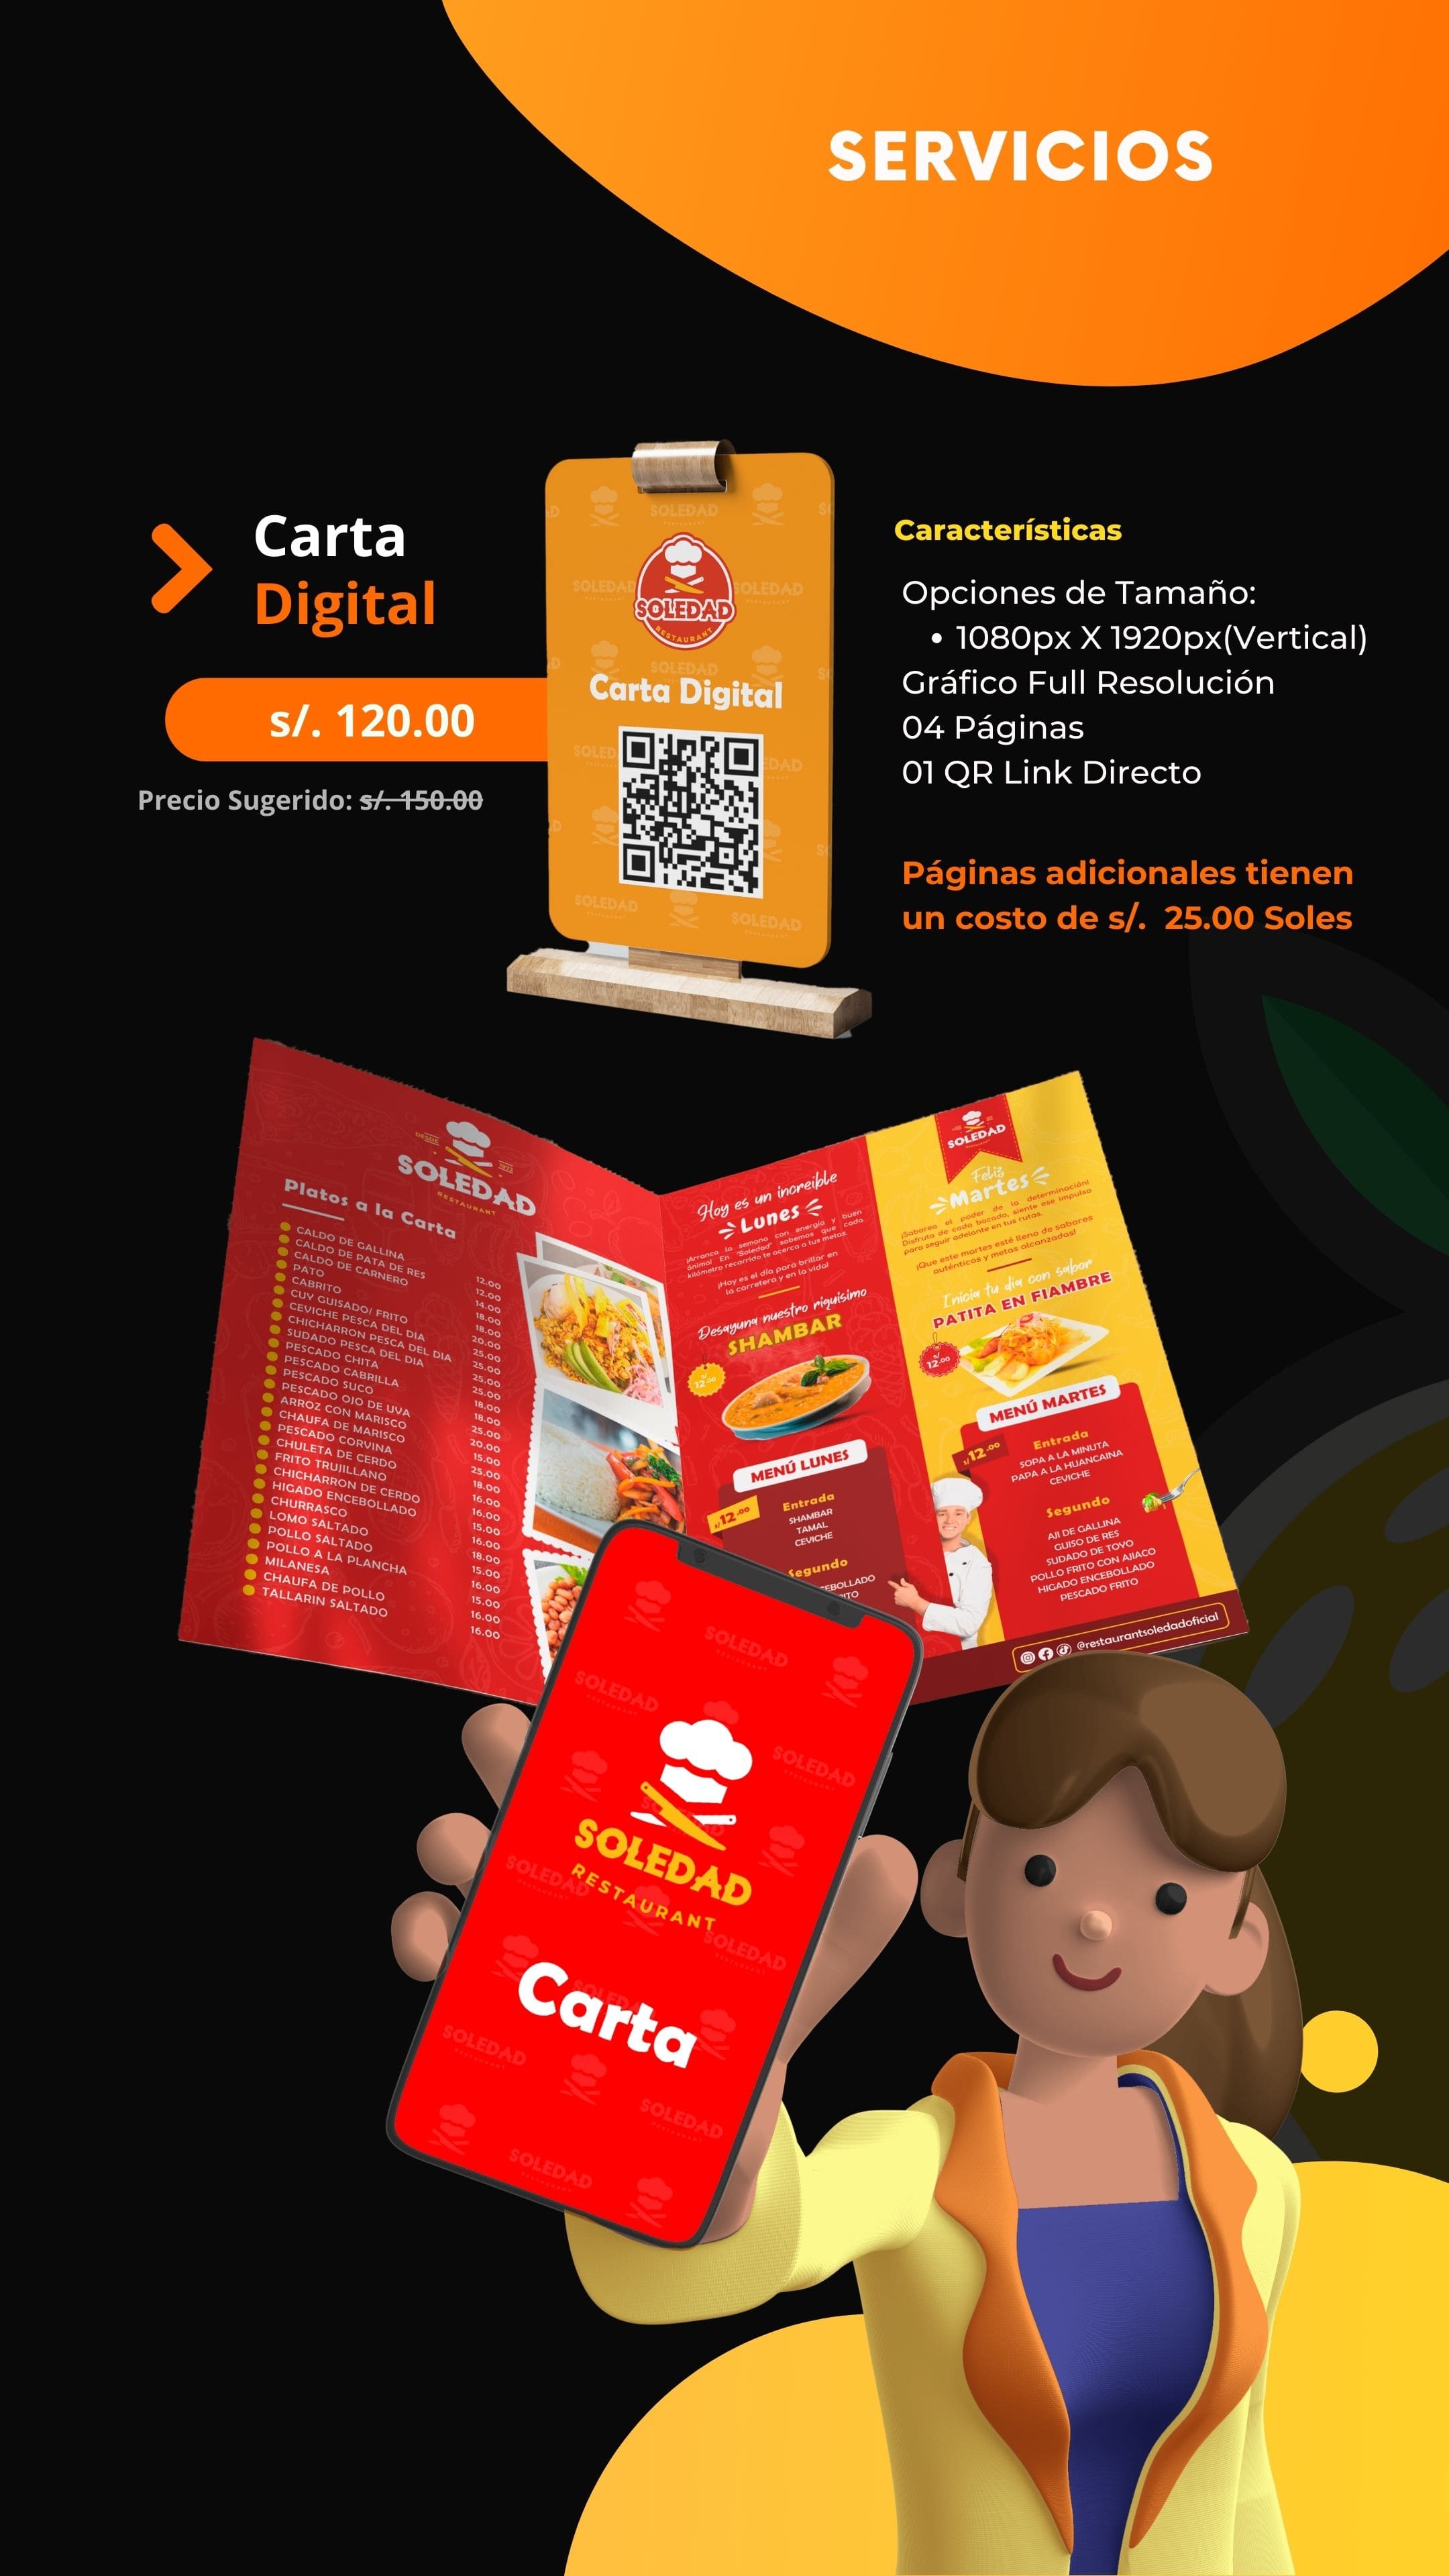 SERVICIOS
Carta
Digital
s/. 120.00
Precio Sugerido: s/. 150.00
SOLEDAD
RESTAURANT
Carta Digital
Características
Opciones de Tamaño:
• 1080px X 1920px(Vertical)
Gráfico Full Resolución
04 Páginas
01 QR Link Directo
Páginas adicionales tienen
un costo de s/. 25.00 Soles
DESDE
SOLEDAD
RESTAURANT
Platos a la Carta
CALDO DE GALLINA
CALDO DE PATA DE RES
CALDO DE CARNERO
PATO
CABRITO
CUY GUISADO/ FRITO
CEVICHE PESCA DEL DIA
CHICHARRON PESCA DEL DIA
SUDADO PESCA DEL DIA
PESCADO CHITA
PESCADO CABRILLA
PESCADO SUCO
PESCADO OJO DE UVA
ARROZ CON MARISCO
CHAUFA DE MARISCO
PESCADO CORVINA
CHULETA DE CERDO
FRITO TRUJILLANO
CHICHARRON DE CERDO
HIGADO ENCEBOLLADO
CHURRASCO
LOMO SALTADO
POLLO SALTADO
POLLO A LA PLANCHA
MILANESA
CHAUFA DE POLLO
TALLARIN SALTADO
12.00
12.00
14.00
18.00
18.00
20.00
25.00
25.00
25.00
25.00
18.00
18.00
25.00
20.00
15.00
25.00
18.00
16.00
16.00
15.00
16.00
18.00
15.00
16.00
15.00
16.00
16.00
Hoy es un increible
Lunes
¡Arranca la semana con energía y buen
ánimo! En "Soledad" sabemos que cada
kilómetro recorrido te acerca a tus metas.
¡Hoy es el día para brillar en
la carretera y en la vida!
Desayuna nuestro riquísimo
SHAMBAR
s/ 12.00
MENÚ LUNES
s/12.00
Entrada
SHAMBAR
TAMAL
CEVICHE
Segundo
CEBOLLADO
SOLEDAD
Feliz
Martes
¡Saborea el poder de la determinación!
Disfruta de cada bocado, siente ese impulso
para seguir adelante en tus rutas.
¡Que este martes esté lleno de sabores
auténticos y metas alcanzadas!
Inicia tu día con sabor
PATITA EN FIAMBRE
s/ 12.00
MENÚ MARTES
s/12.00
Entrada
SOPA A LA MINUTA
PAPA A LA HUANCAINA
CEVICHE
Segundo
AJI DE GALLINA
GUISO DE RES
SUDADO DE TOYO
POLLO FRITO CON AJIACO
HIGADO ENCEBOLLADO
PESCADO FRITO
@restaurantsoledadoficial
SOLEDAD
RESTAURANT
Carta